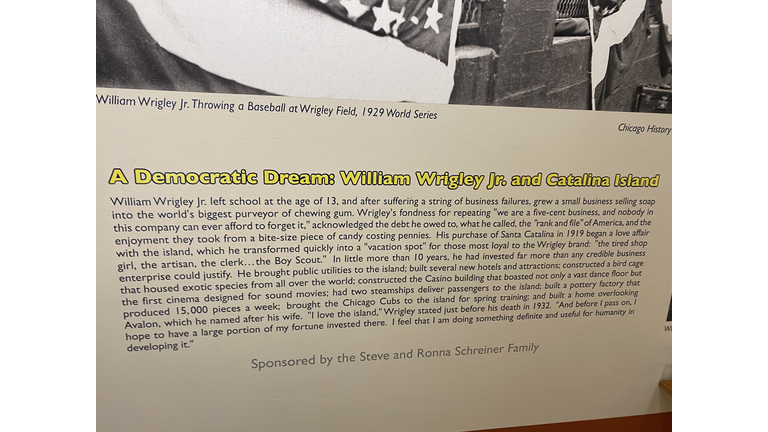 William Wrigley Jr. Throwing a Baseball at Wrigley Field, 1929 World Series
Chicago History
A Democratic Dream: William Wrigley Jr. and Catalina Island
William Wrigley Jr. left school at the age of 13, and after suffering a string of business failures, grew a small business selling soap
into the world's biggest purveyor of chewing gum. Wrigley's fondness for repeating "we are a five-cent business, and nobody in
this company can ever afford to forget it," acknowledged the debt he owed to, what he called, the "rank and file" of America, and the
enjoyment they took from a bite-size piece of candy costing pennies. His purchase of Santa Catalina in 1919 began a love affair
with the island, which he transformed quickly into a "vacation spot" for those most loyal to the Wrigley brand: "the tired shop
girl, the artisan, the clerk…the Boy Scout." In little more than 10 years, he had invested far more than any credible business
enterprise could justify. He brought public utilities to the island; built several new hotels and attractions; constructed a bird cage
that housed exotic species from all over the world; constructed the Casino building that boasted not only a vast dance floor but
the first cinema designed for sound movies; had two steamships deliver passengers to the island; built a pottery factory that
produced 15,000 pieces a week; brought the Chicago Cubs to the island for spring training; and built a home overlooking
Avalon, which he named after his wife. "I love the island," Wrigley stated just before his death in 1932. "And before I pass on, I
hope to have a large portion of my fortune invested there. I feel that I am doing something definite and useful for humanity in
developing it."
Sponsored by the Steve and Ronna Schreiner Family